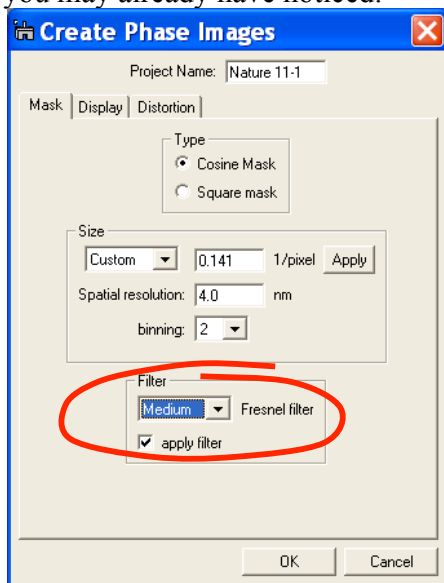 you may already have noticed.
Create Phase Images
Project Name: Nature 11-1
Mask Display Distortion
Type
Cosine Mask
Square mask
Size
Custom 0.141 1/pixel Apply
Spatial resolution: 4.0 nm
binning: 2
Filter
Medium Fresnel filter
apply filter
OK Cancel